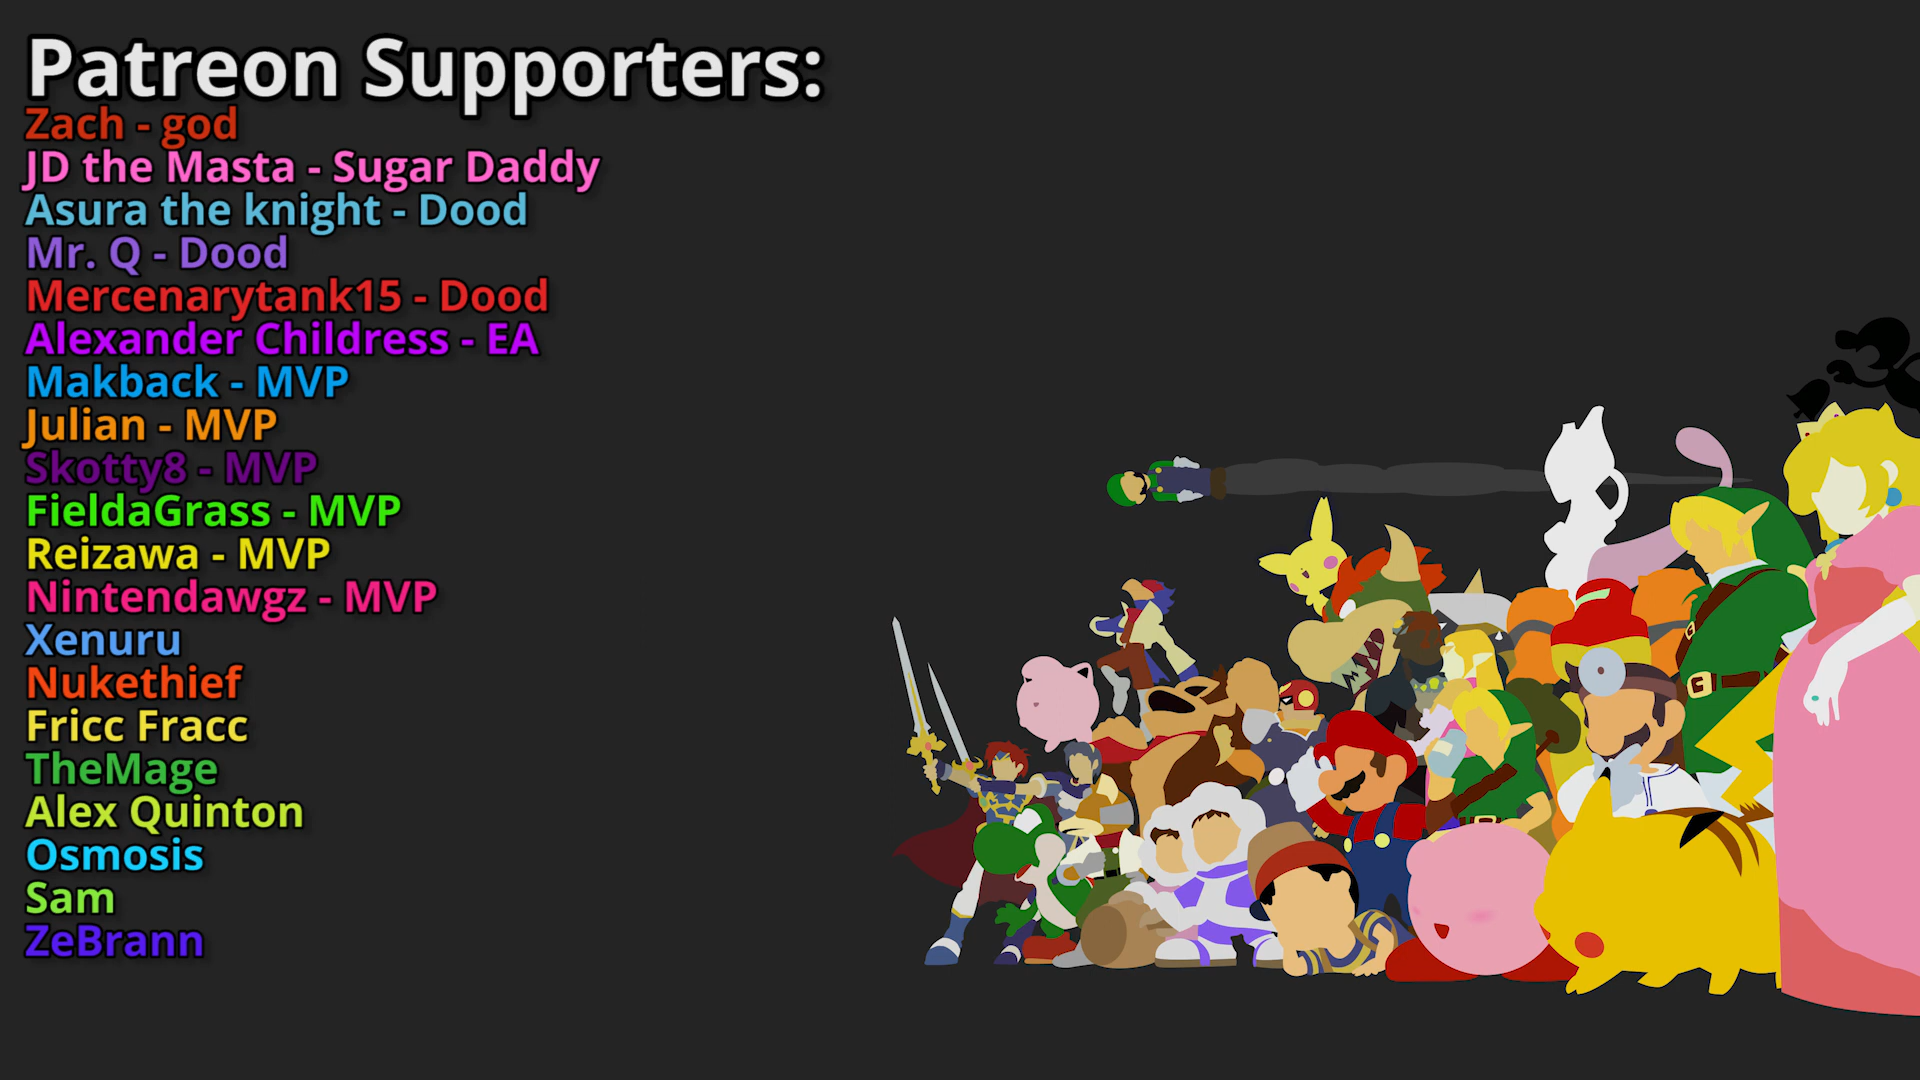 Patreon Supporters:
Zach - god
JD the Masta - Sugar Daddy
Asura the knight - Dood
Mr. Q - Dood
Mercenarytank15 - Dood
Alexander Childress - EA
Makback - MVP
Julian - MVP
Skotty8 - MVP
FieldaGrass - MVP
Reizawa - MVP
Nintendawgz - MVP
Xenuru
Nukethief
Fricc Fracc
TheMage
Alex Quinton
Osmosis
Sam
ZeBrann